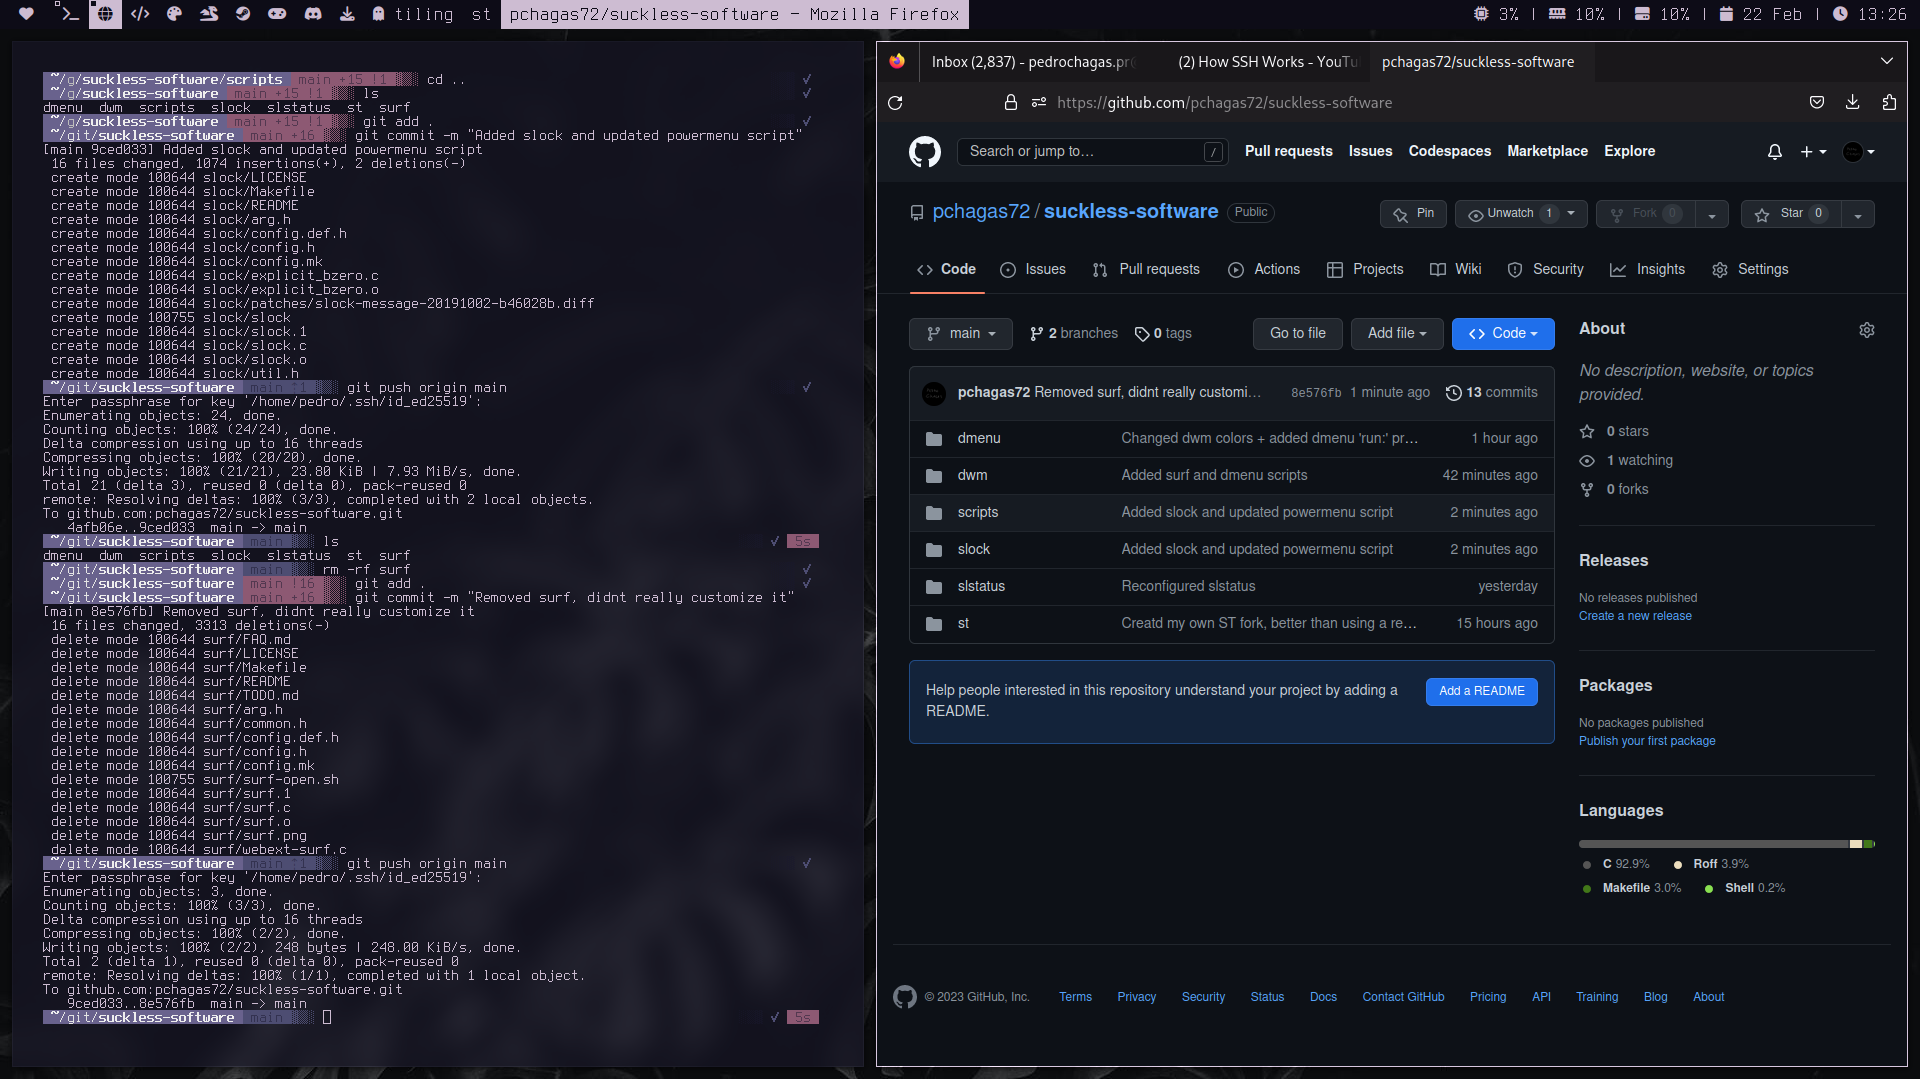 tiling st pchagas72/suckless-software — Mozilla Firefox
3% | 10% | 10% | 22 Feb | 13:26
~/g/suckless-software/scripts main +15 !1 cd .. ✓
~/g/suckless-software main +15 !1 ls ✓
dmenu dwm scripts slock slstatus st surf
~/g/suckless-software main +15 !1 git add . ✓
~/git/suckless-software main +16 git commit -m "Added slock and updated powermenu script"
[main 9ced033] Added slock and updated powermenu script
16 files changed, 1074 insertions(+), 2 deletions(-)
create mode 100644 slock/LICENSE
create mode 100644 slock/Makefile
create mode 100644 slock/README
create mode 100644 slock/arg.h
create mode 100644 slock/config.def.h
create mode 100644 slock/config.h
create mode 100644 slock/config.mk
create mode 100644 slock/explicit_bzero.c
create mode 100644 slock/explicit_bzero.o
create mode 100644 slock/patches/slock-message-20191002-b46028b.diff
create mode 100755 slock/slock
create mode 100644 slock/slock.1
create mode 100644 slock/slock.c
create mode 100644 slock/slock.o
create mode 100644 slock/util.h
~/git/suckless-software main ⇡1 git push origin main ✓
Enter passphrase for key '/home/pedro/.ssh/id_ed25519':
Enumerating objects: 24, done.
Counting objects: 100% (24/24), done.
Delta compression using up to 16 threads
Compressing objects: 100% (20/20), done.
Writing objects: 100% (21/21), 23.80 KiB | 7.93 MiB/s, done.
Total 21 (delta 3), reused 0 (delta 0), pack-reused 0
remote: Resolving deltas: 100% (3/3), completed with 2 local objects.
To github.com:pchagas72/suckless-software.git
4afb06e..9ced033 main -> main
~/git/suckless-software main ls ✓ 5s
dmenu dwm scripts slock slstatus st surf
~/git/suckless-software main rm -rf surf ✓
~/git/suckless-software main !16 git add . ✓
~/git/suckless-software main +16 git commit -m "Removed surf, didnt really customize it"
[main 8e576fb] Removed surf, didnt really customize it
16 files changed, 3313 deletions(-)
delete mode 100644 surf/FAQ.md
delete mode 100644 surf/LICENSE
delete mode 100644 surf/Makefile
delete mode 100644 surf/README
delete mode 100644 surf/TODO.md
delete mode 100644 surf/arg.h
delete mode 100644 surf/common.h
delete mode 100644 surf/config.def.h
delete mode 100644 surf/config.h
delete mode 100644 surf/config.mk
delete mode 100755 surf/surf-open.sh
delete mode 100644 surf/surf.1
delete mode 100644 surf/surf.c
delete mode 100644 surf/surf.o
delete mode 100644 surf/surf.png
delete mode 100644 surf/webext-surf.c
~/git/suckless-software main ⇡1 git push origin main ✓
Enter passphrase for key '/home/pedro/.ssh/id_ed25519':
Enumerating objects: 3, done.
Counting objects: 100% (3/3), done.
Delta compression using up to 16 threads
Compressing objects: 100% (2/2), done.
Writing objects: 100% (2/2), 248 bytes | 248.00 KiB/s, done.
Total 2 (delta 1), reused 0 (delta 0), pack-reused 0
remote: Resolving deltas: 100% (1/1), completed with 1 local object.
To github.com:pchagas72/suckless-software.git
9ced033..8e576fb main -> main
~/git/suckless-software main ✓ 5s
Inbox (2,837) - pedrochagas.pr@ (2) How SSH Works - YouTu pchagas72/suckless-software
https://github.com/pchagas72/suckless-software
Search or jump to… / Pull requests Issues Codespaces Marketplace Explore
pchagas72 / suckless-software Public Pin Unwatch 1 Fork 0 Star 0
Code Issues Pull requests Actions Projects Wiki Security Insights Settings
main 2 branches 0 tags Go to file Add file Code
pchagas72 Removed surf, didnt really customi… 8e576fb 1 minute ago 13 commits
dmenu Changed dwm colors + added dmenu 'run:' pr… 1 hour ago
dwm Added surf and dmenu scripts 42 minutes ago
scripts Added slock and updated powermenu script 2 minutes ago
slock Added slock and updated powermenu script 2 minutes ago
slstatus Reconfigured slstatus yesterday
st Creatd my own ST fork, better than using a re… 15 hours ago
Help people interested in this repository understand your project by adding a
README.
Add a README
About
No description, website, or topics
provided.
0 stars
1 watching
0 forks
Releases
No releases published
Create a new release
Packages
No packages published
Publish your first package
Languages
C 92.9% Roff 3.9%
Makefile 3.0% Shell 0.2%
© 2023 GitHub, Inc. Terms Privacy Security Status Docs Contact GitHub Pricing API Training Blog About